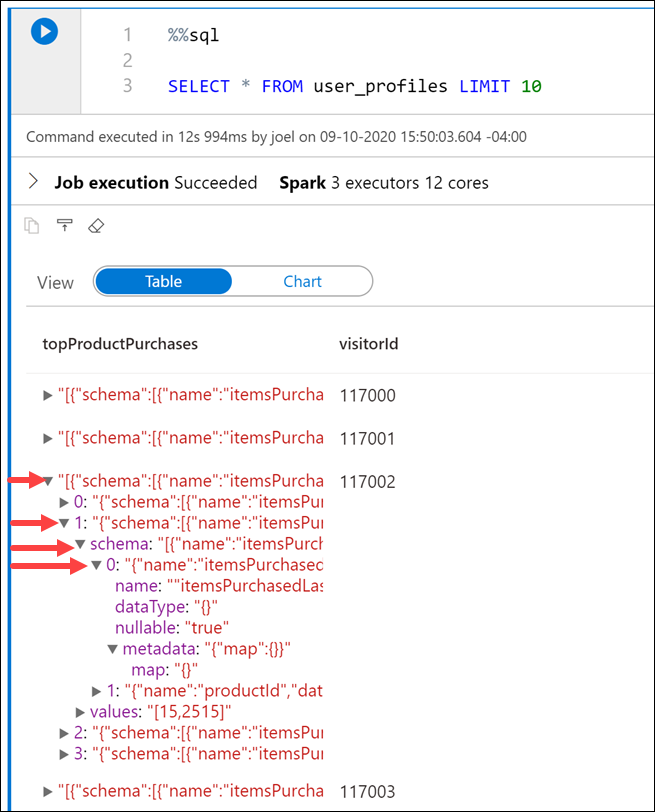 1 %%sql
2
3 SELECT * FROM user_profiles LIMIT 10
Command executed in 12s 994ms by joel on 09-10-2020 15:50:03.604 -04:00
Job execution Succeeded Spark 3 executors 12 cores
View Table Chart
topProductPurchases visitorId
"[{"schema":[{"name":"itemsPurcha 117000
"[{"schema":[{"name":"itemsPurcha 117001
"[{"schema":[{"name":"itemsPurcha 117002
0: "{"schema":[{"name":"itemsPur
1: "{"schema":[{"name":"itemsPur
schema: "[{"name":"itemsPurch
0: "{"name":"itemsPurchased
name: ""itemsPurchasedLas
dataType: "{}"
nullable: "true"
metadata: "{"map":{}}"
map: "{}"
1: "{"name":"productId","dat
values: "[15,2515]"
2: "{"schema":[{"name":"itemsPur
3: "{"schema":[{"name":"itemsPur
"[{"schema":[{"name":"itemsPurcha 117003